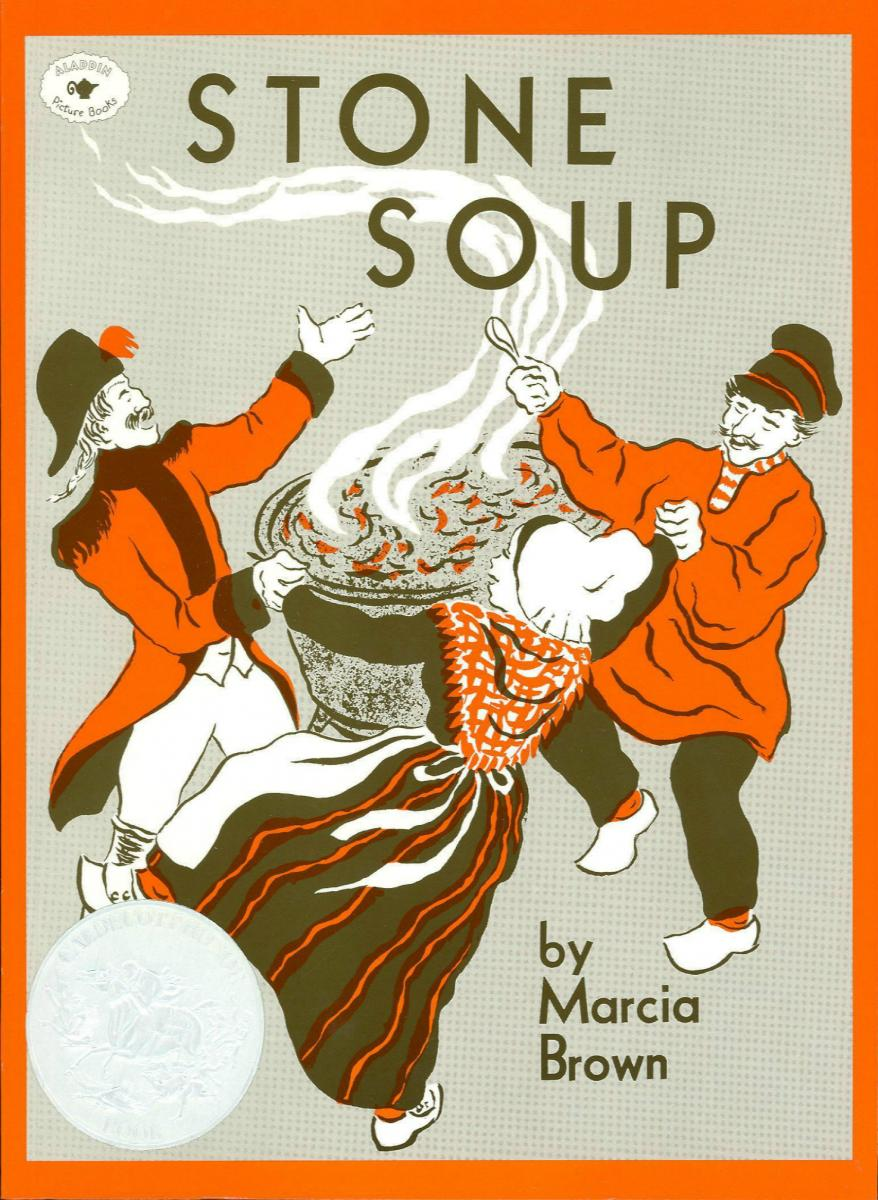 ALADDIN
Picture Books
STONE
SOUP
by
Marcia
Brown